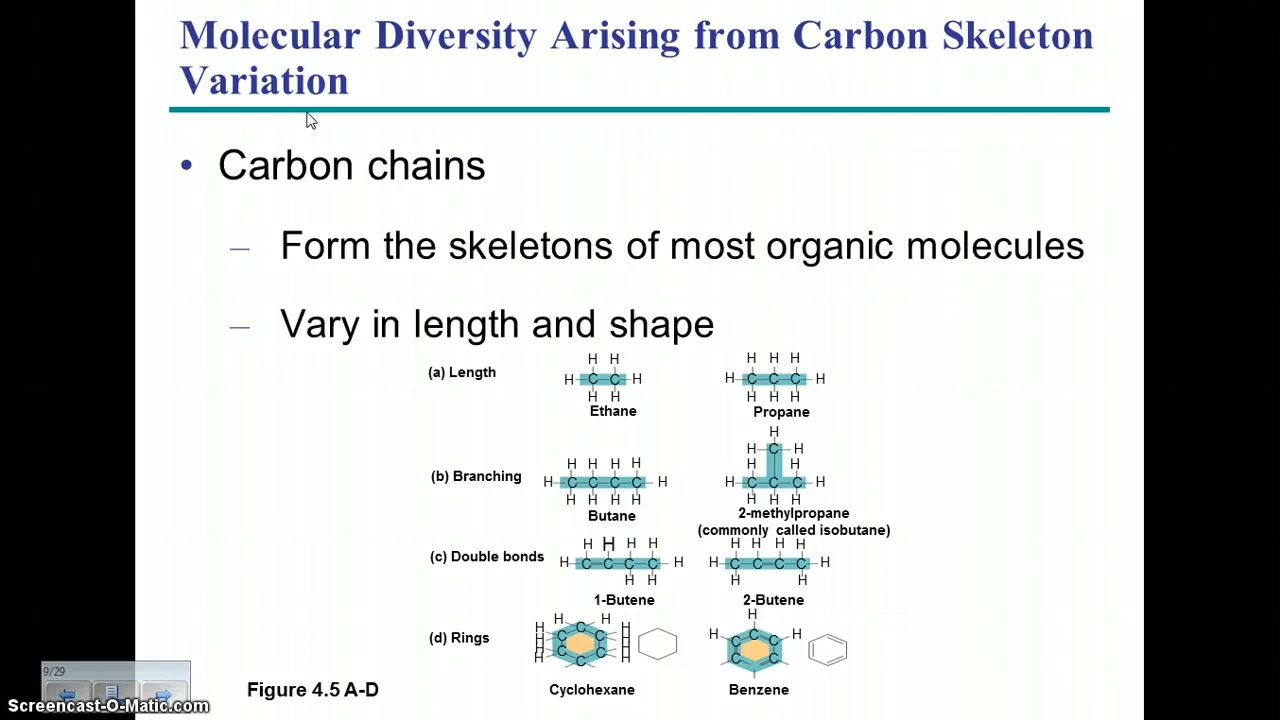 Molecular Diversity Arising from Carbon Skeleton
Variation
• Carbon chains
– Form the skeletons of most organic molecules
– Vary in length and shape
(a) Length
H H
H C C H
H H
Ethane
H H H
H C C C H
H H H
Propane
(b) Branching
H H H H
H C C C C H
H H H H
Butane
H
H C H
H H
H C C C H
H H H
2-methylpropane
(commonly called isobutane)
(c) Double bonds
H H H H
H C C C C H
H H
1-Butene
H H H H
H C C C C H
H H
2-Butene
(d) Rings
Cyclohexane
Benzene
Figure 4.5 A-D
9/29
Screencast-O-Matic.com